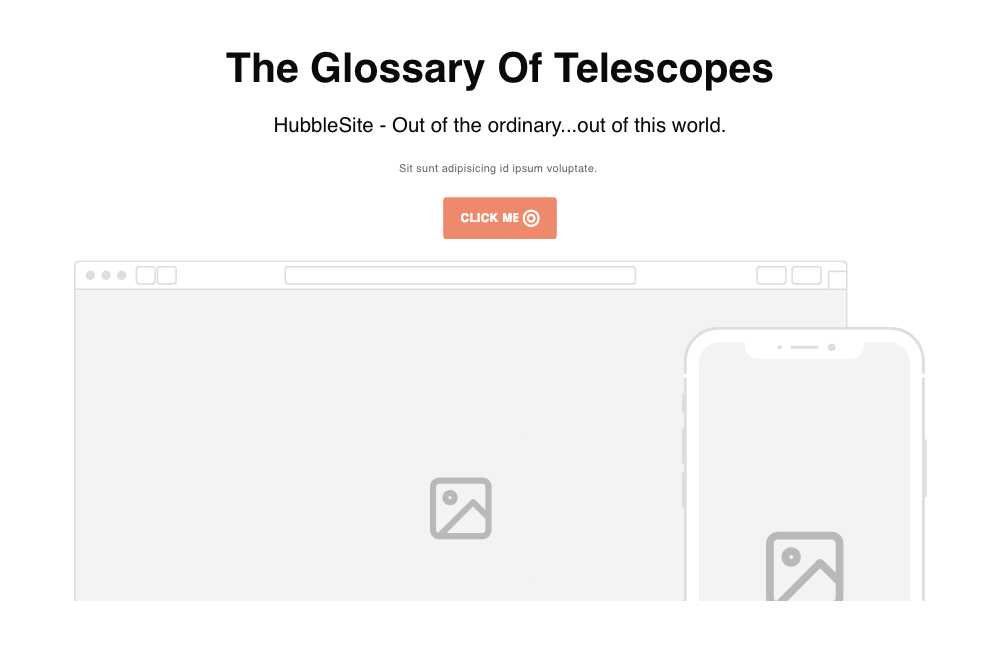 The Glossary Of Telescopes
HubbleSite - Out of the ordinary...out of this world.
Sit sunt adipisicing id ipsum voluptate.
CLICK ME